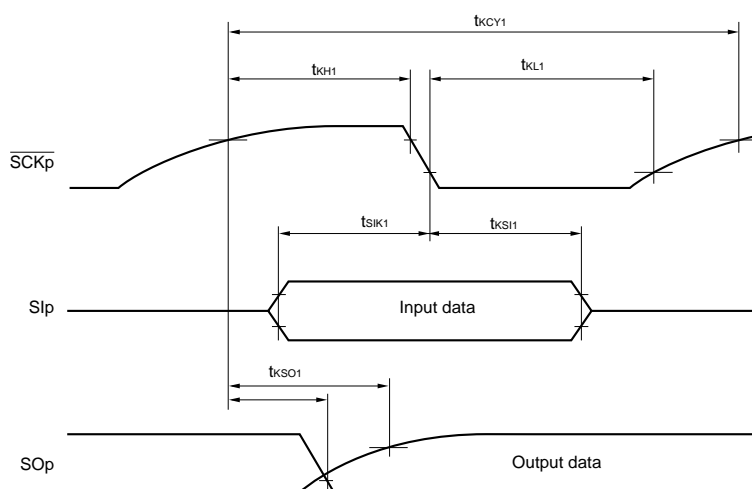 tKCY1
tKH1
tKL1
SCKp
tSIK1
tKSI1
SIp
Input data
tKSO1
SOp
Output data